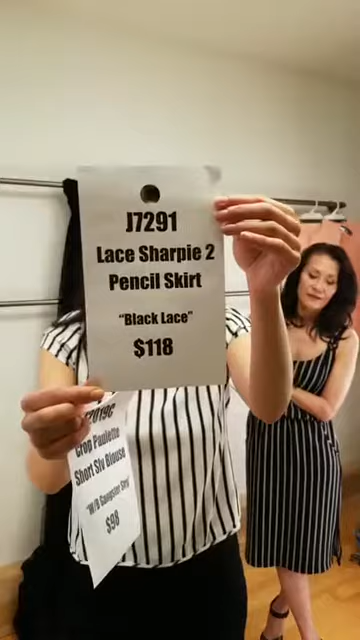 J7291
Lace Sharpie 2
Pencil Skirt
“Black Lace”
$118
Crop Paulette
Short Slv Blouse
$98